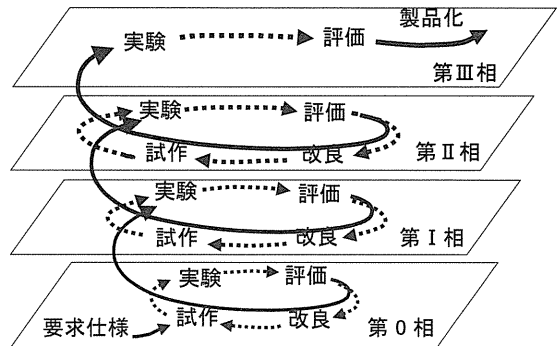 製品化
実験 評価
第Ⅲ相
実験 評価
試作 改良 第Ⅱ相
実験 評価
試作 改良 第Ⅰ相
実験 評価
要求仕様 試作 改良 第0相